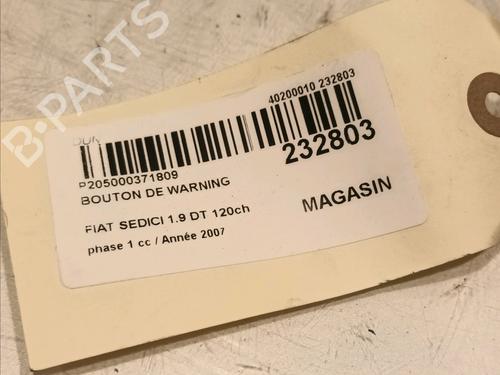 B-PARTS
40200010 232803
P205000371809
232803
BOUTON DE WARNING
FIAT SEDICI 1.9 DT 120ch
MAGASIN
phase 1 cc / Année 2007